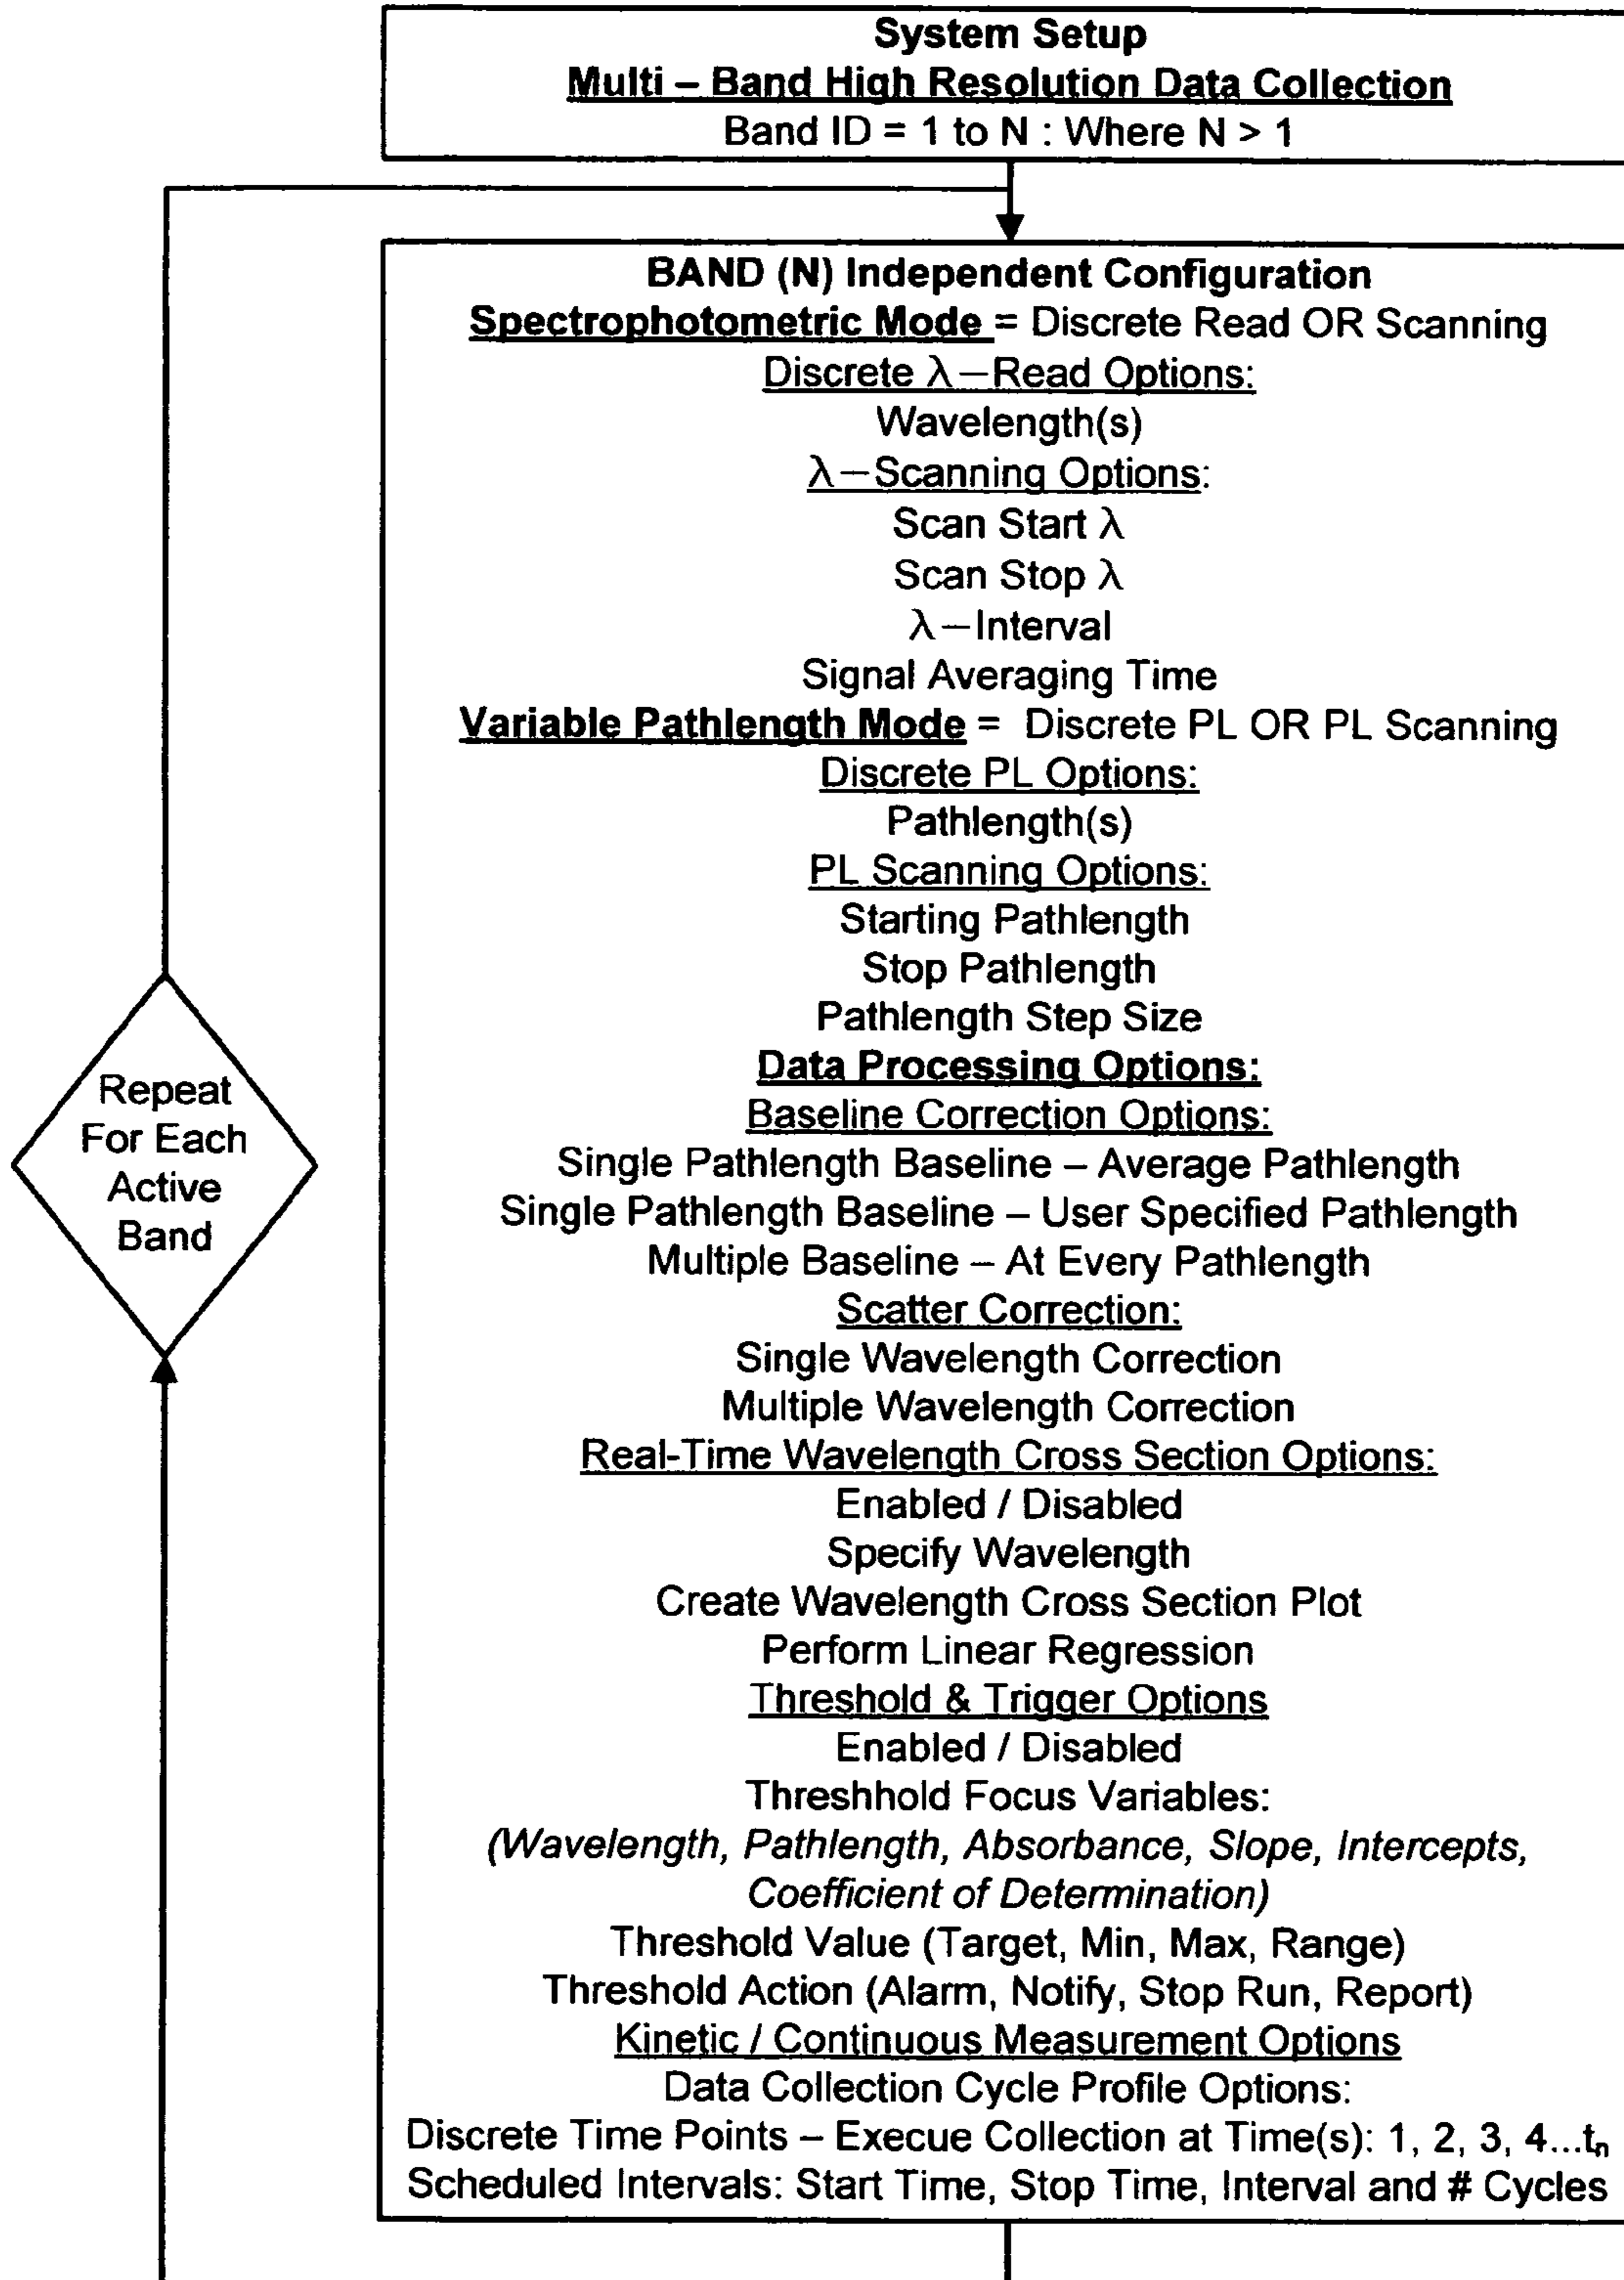 System Setup
Multi – Band High Resolution Data Collection
Band ID = 1 to N : Where N > 1
BAND (N) Independent Configuration
Spectrophotometric Mode = Discrete Read OR Scanning
Discrete λ–Read Options:
Wavelength(s)
λ–Scanning Options:
Scan Start λ
Scan Stop λ
λ–Interval
Signal Averaging Time
Variable Pathlength Mode = Discrete PL OR PL Scanning
Discrete PL Options:
Pathlength(s)
PL Scanning Options:
Starting Pathlength
Stop Pathlength
Pathlength Step Size
Data Processing Options:
Baseline Correction Options:
Single Pathlength Baseline – Average Pathlength
Single Pathlength Baseline – User Specified Pathlength
Multiple Baseline – At Every Pathlength
Scatter Correction:
Single Wavelength Correction
Multiple Wavelength Correction
Real-Time Wavelength Cross Section Options:
Enabled / Disabled
Specify Wavelength
Create Wavelength Cross Section Plot
Perform Linear Regression
Threshold & Trigger Options
Enabled / Disabled
Threshhold Focus Variables:
(Wavelength, Pathlength, Absorbance, Slope, Intercepts,
Coefficient of Determination)
Threshold Value (Target, Min, Max, Range)
Threshold Action (Alarm, Notify, Stop Run, Report)
Kinetic / Continuous Measurement Options
Data Collection Cycle Profile Options:
Discrete Time Points – Execue Collection at Time(s): 1, 2, 3, 4...tn
Scheduled Intervals: Start Time, Stop Time, Interval and # Cycles
Repeat
For Each
Active
Band